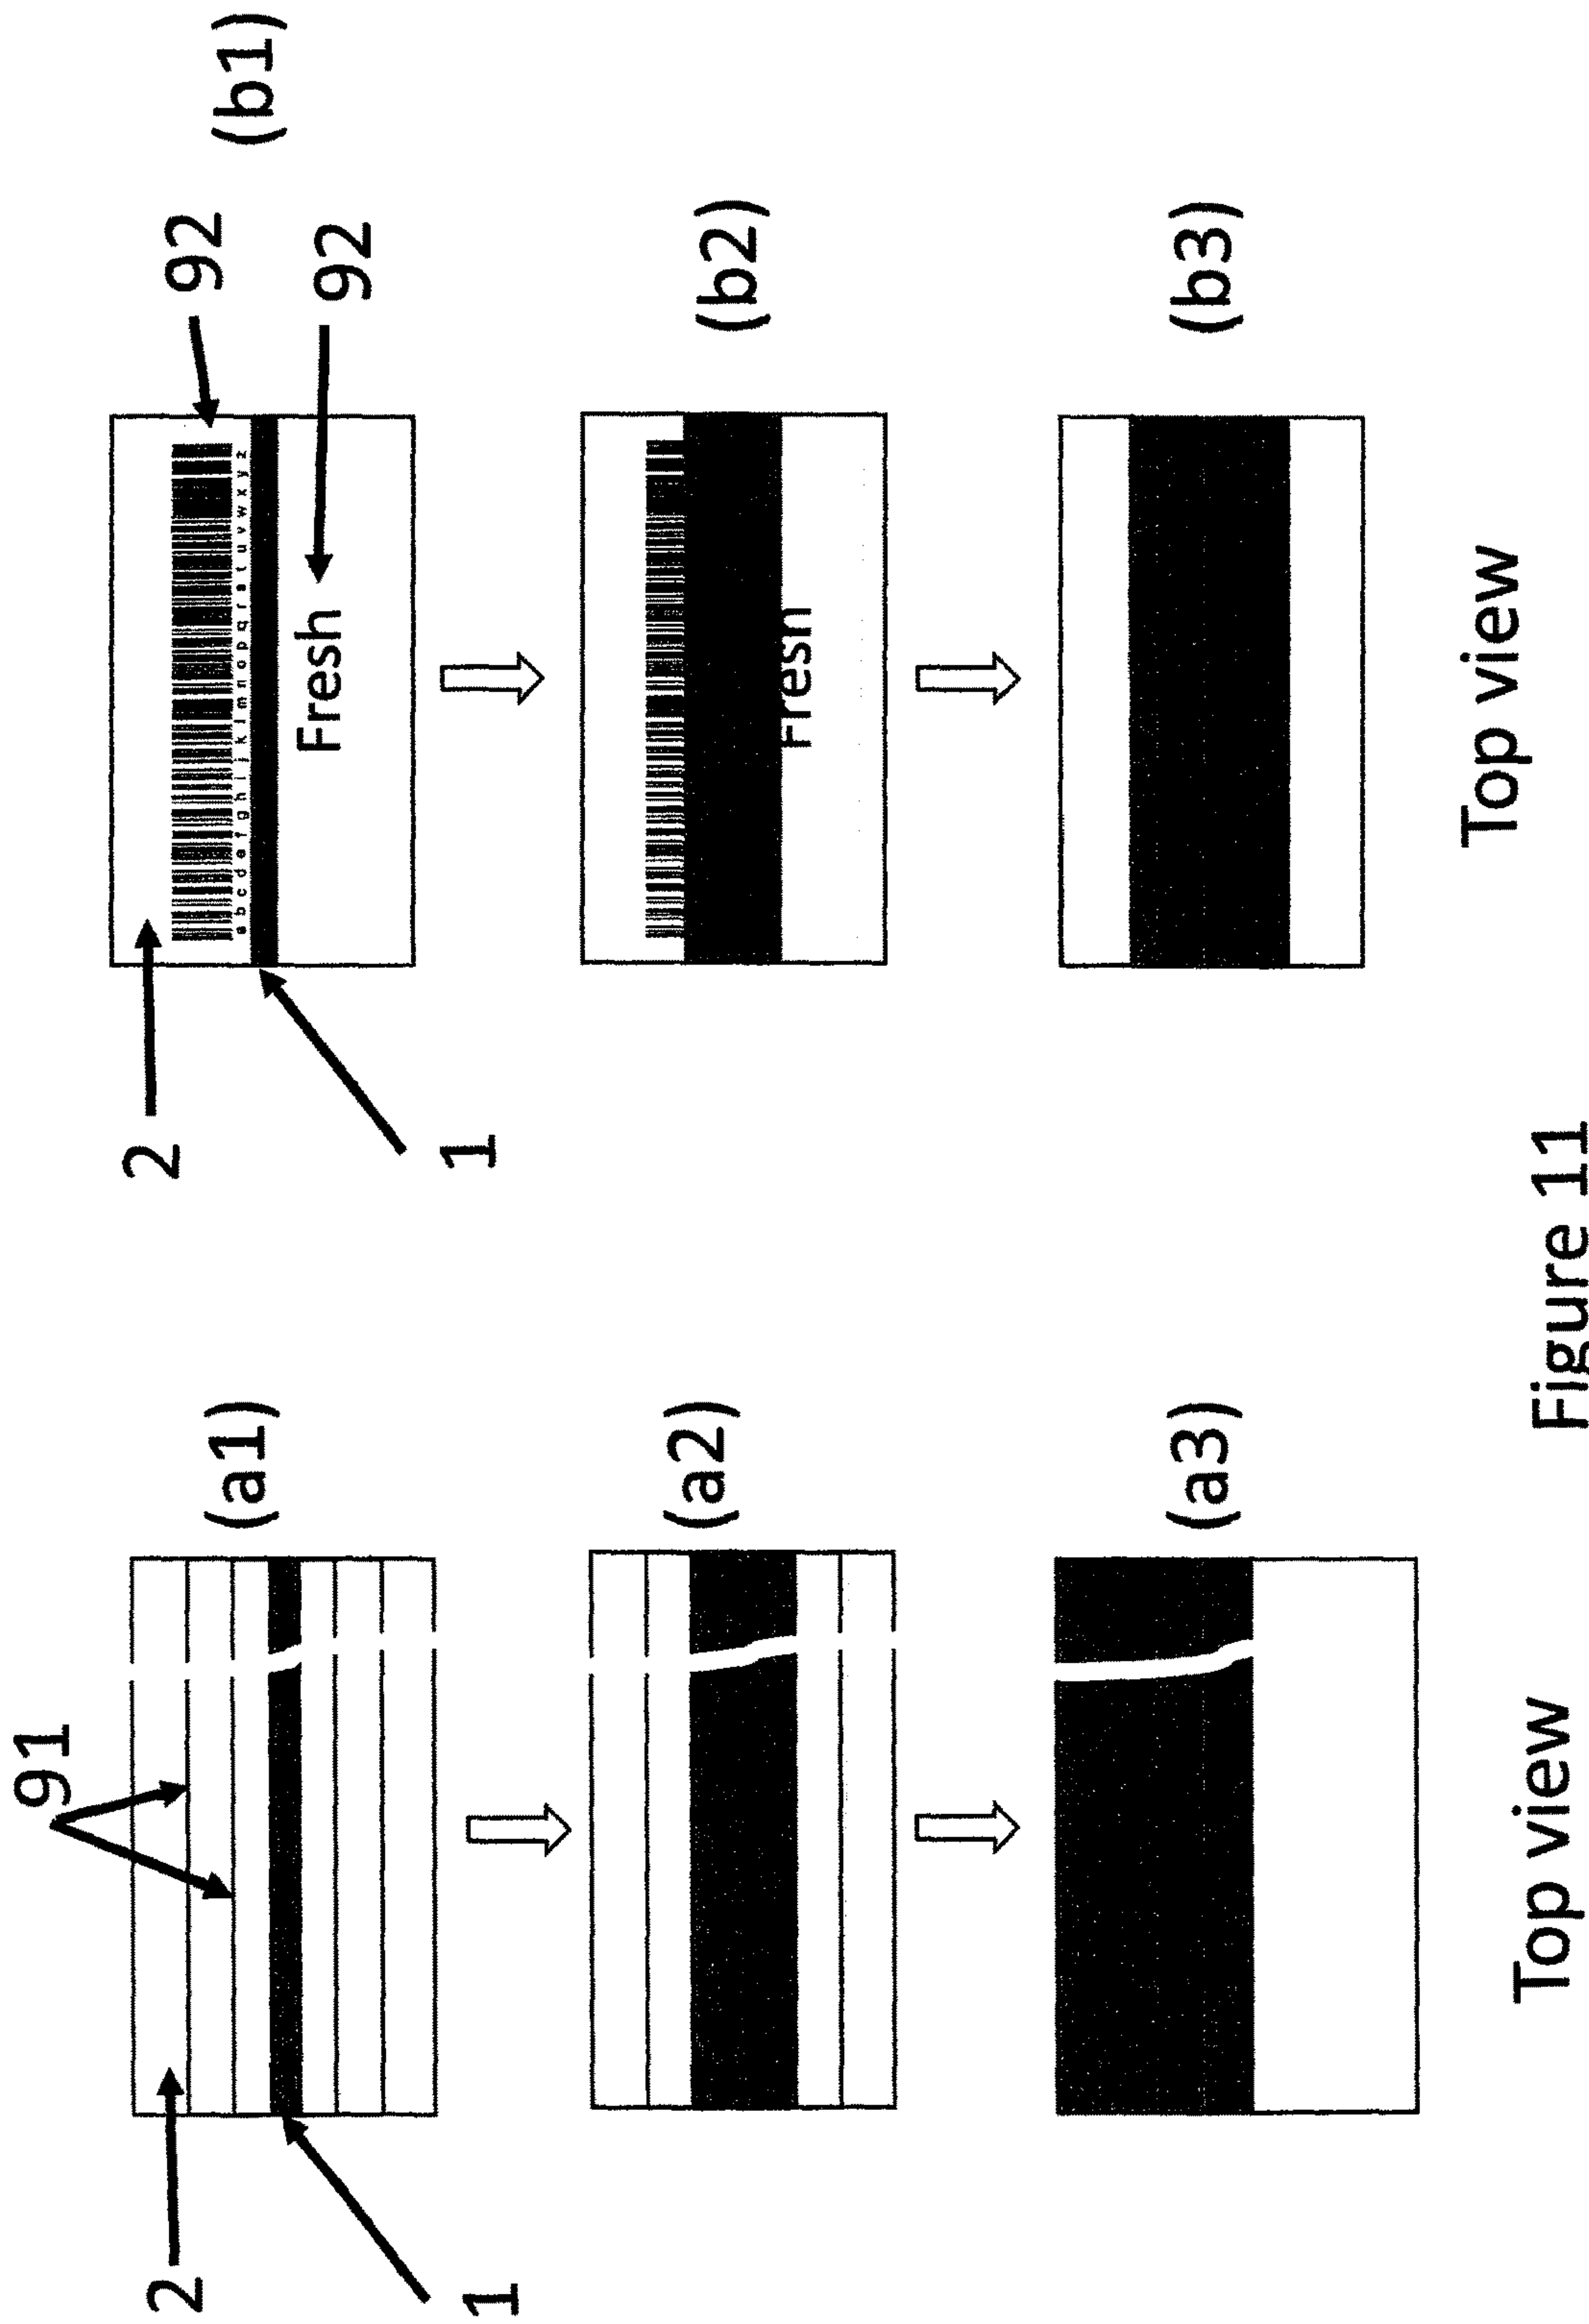 91
2
(a1)
1
(a2)
(a3)
Top view
2
92
(b1)
a b c d e f g h i j k l m n o p q r s t u v w x y z
Fresh
92
1
(b2)
(b3)
Top view
Figure 11